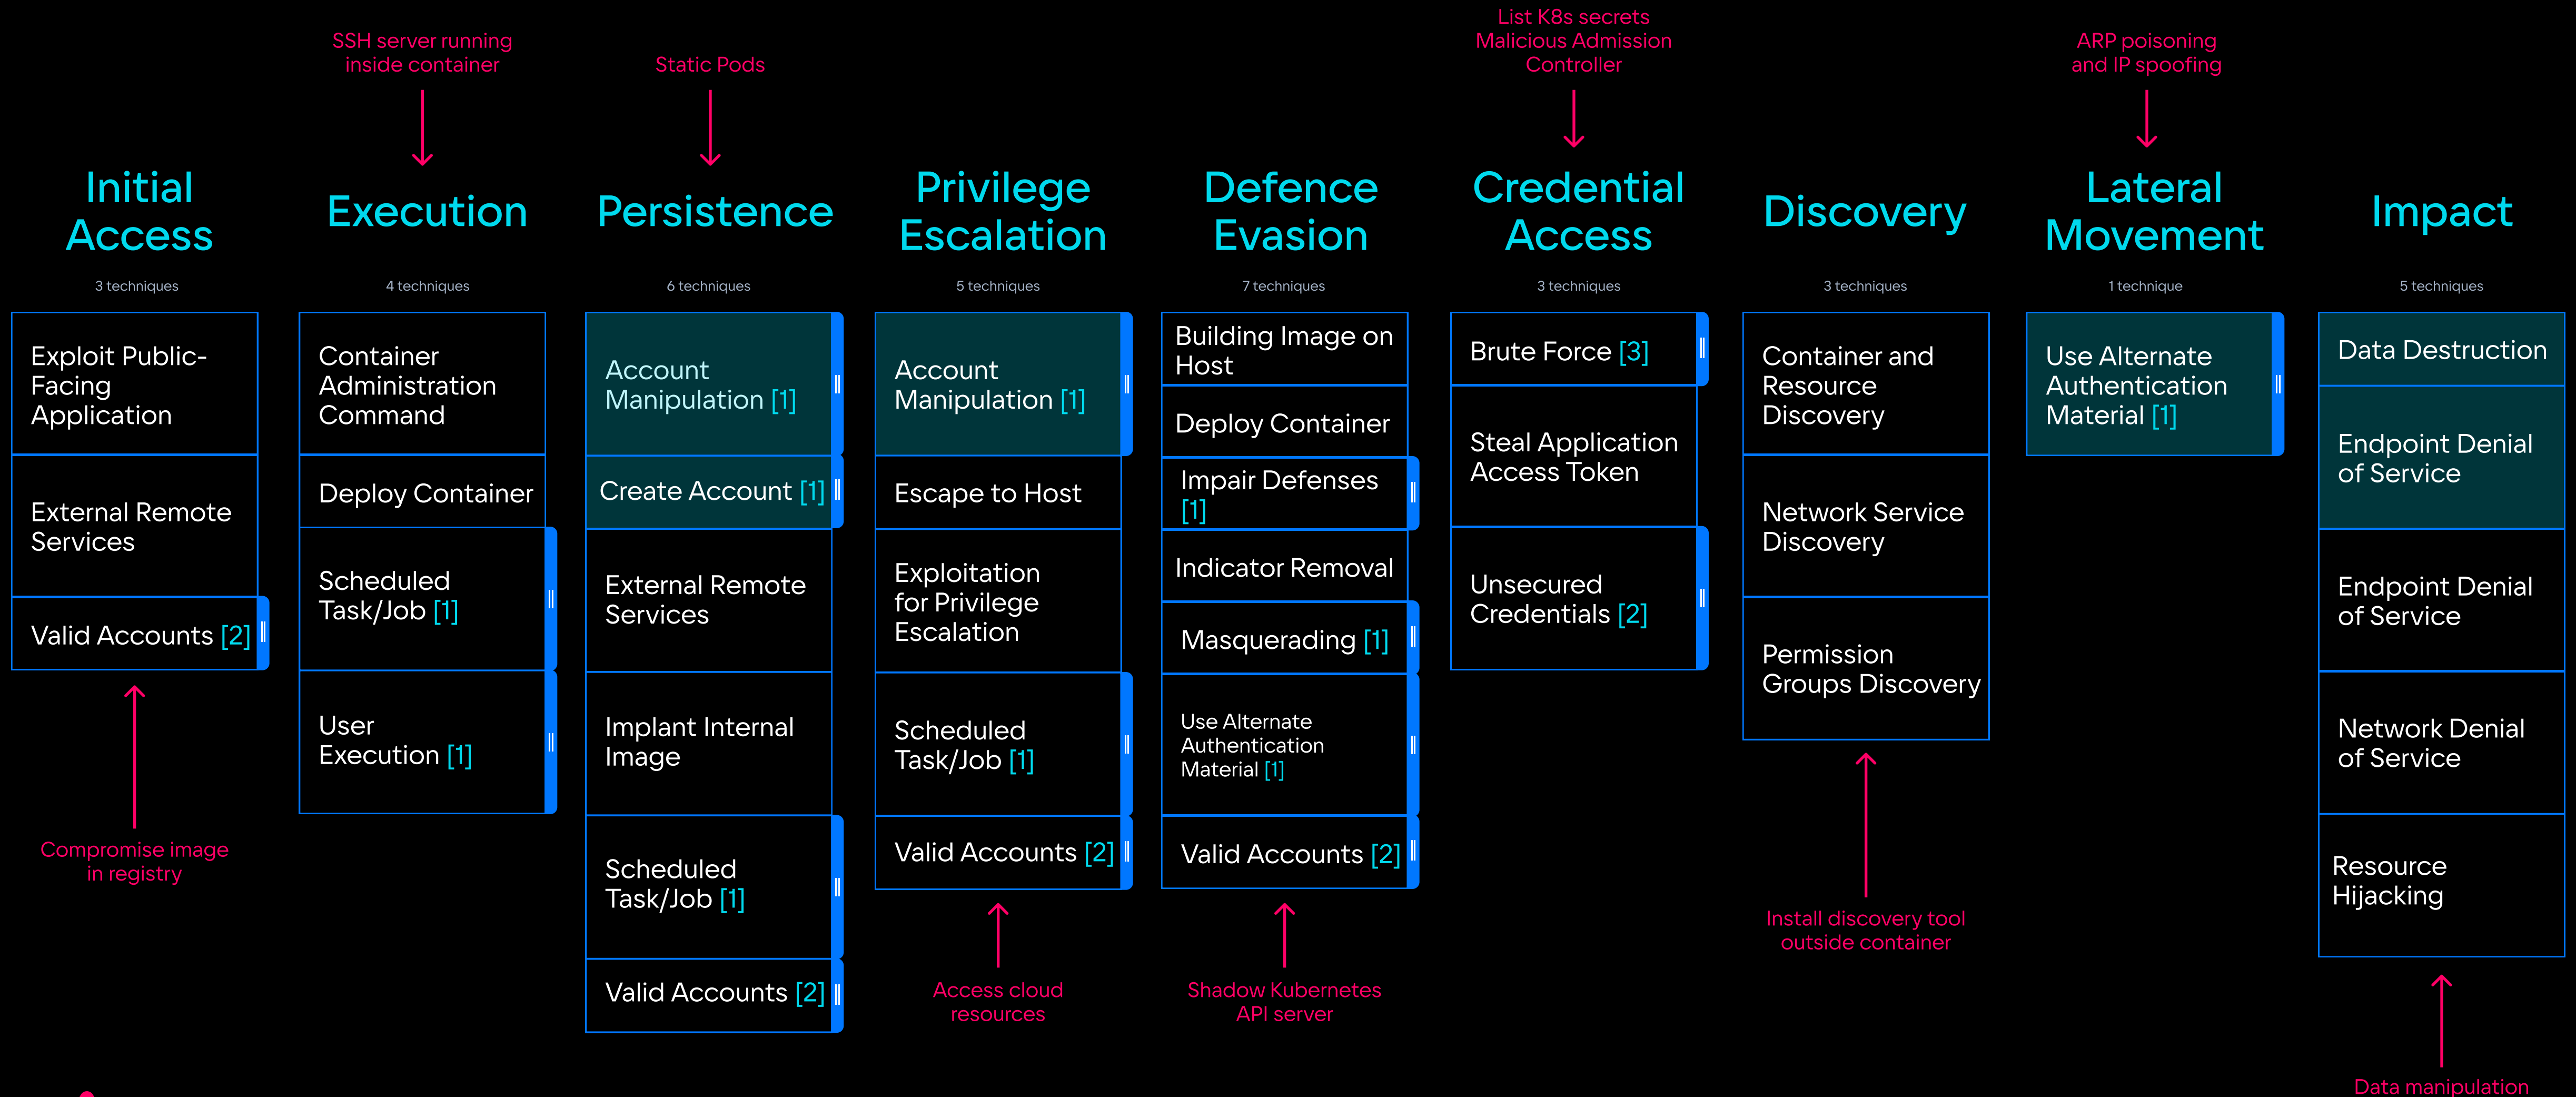 SSH server running
inside container
Static Pods
List K8s secrets
Malicious Admission
Controller
ARP poisoning
and IP spoofing
Initial
Access
3 techniques
Exploit Public-
Facing
Application
External Remote
Services
Valid Accounts [2]
Compromise image
in registry
Execution
4 techniques
Container
Administration
Command
Deploy Container
Scheduled
Task/Job [1]
User
Execution [1]
Persistence
6 techniques
Account
Manipulation [1]
Create Account [1]
External Remote
Services
Implant Internal
Image
Scheduled
Task/Job [1]
Valid Accounts [2]
Privilege
Escalation
5 techniques
Account
Manipulation [1]
Escape to Host
Exploitation
for Privilege
Escalation
Scheduled
Task/Job [1]
Valid Accounts [2]
Access cloud
resources
Defence
Evasion
7 techniques
Building Image on
Host
Deploy Container
Impair Defenses
[1]
Indicator Removal
Masquerading [1]
Use Alternate
Authentication
Material [1]
Valid Accounts [2]
Shadow Kubernetes
API server
Credential
Access
3 techniques
Brute Force [3]
Steal Application
Access Token
Unsecured
Credentials [2]
Discovery
3 techniques
Container and
Resource
Discovery
Network Service
Discovery
Permission
Groups Discovery
Install discovery tool
outside container
Lateral
Movement
1 technique
Use Alternate
Authentication
Material [1]
Impact
5 techniques
Data Destruction
Endpoint Denial
of Service
Endpoint Denial
of Service
Network Denial
of Service
Resource
Hijacking
Data manipulation